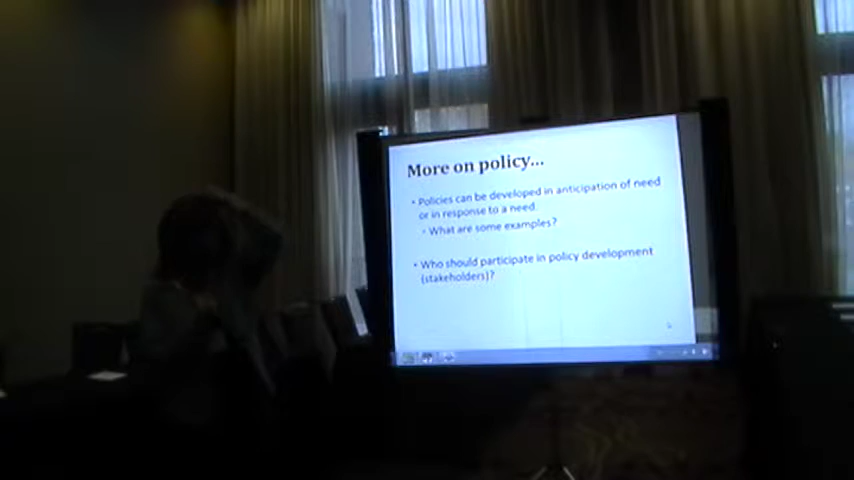 More on policy...
• Policies can be developed in anticipation of need
or in response to a need.
- What are some examples?
• Who should participate in policy development
(stakeholders)?